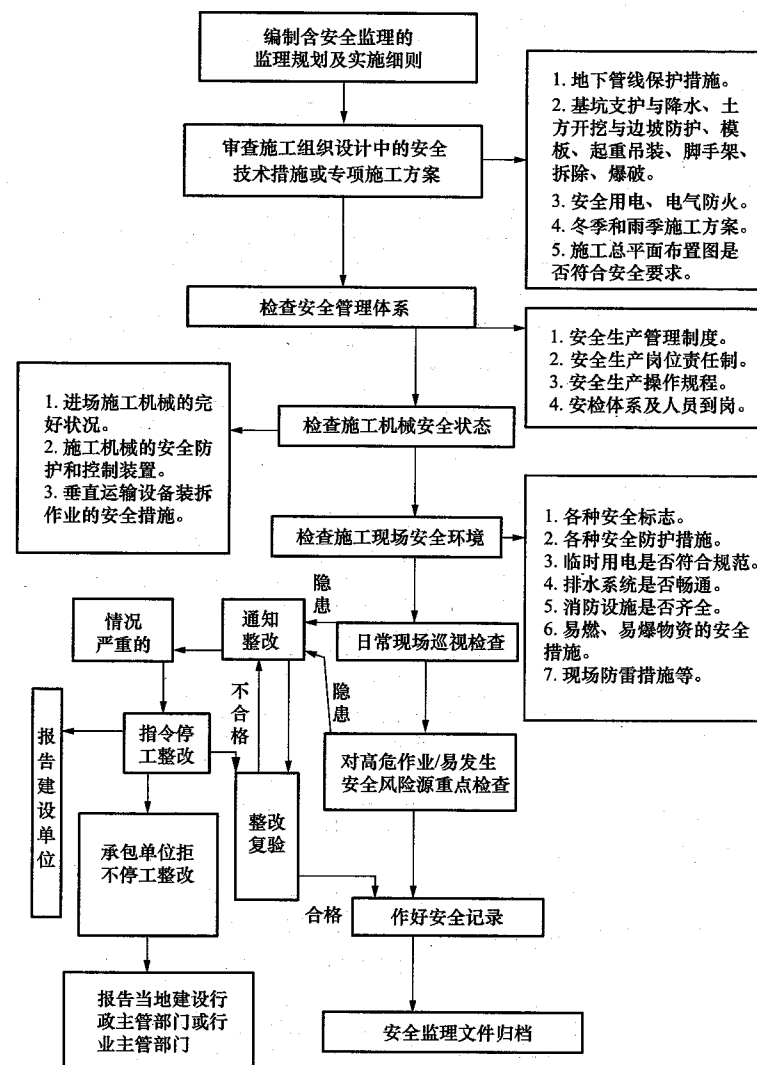 编制含安全监理的
监理规划及实施细则
1. 地下管线保护措施。
2. 基坑支护与降水、土
方开挖与边坡防护、模
板、起重吊装、脚手架、
拆除、爆破。
3. 安全用电、电气防火。
4. 冬季和雨季施工方案。
5. 施工总平面布置图是
否符合安全要求。
审查施工组织设计中的安全
技术措施或专项施工方案
检查安全管理体系
1. 安全生产管理制度。
2. 安全生产岗位责任制。
3. 安全生产操作规程。
4. 安检体系及人员到岗。
1. 进场施工机械的完
好状况。
2. 施工机械的安全防
护和控制装置。
3. 垂直运输设备装拆
作业的安全措施。
检查施工机械安全状态
检查施工现场安全环境
1. 各种安全标志。
2. 各种安全防护措施。
3. 临时用电是否符合规范。
4. 排水系统是否畅通。
5. 消防设施是否齐全。
6. 易燃、易爆物资的安全
措施。
7. 现场防雷措施等。
隐患
情况
严重的
通知
整改
日常现场巡视检查
不合格
隐患
报告建设单位
指令停
工整改
对高危作业/易发生
安全风险源重点检查
整改
复验
承包单位拒
不停工整改
合格
作好安全记录
报告当地建设行
政主管部门或行
业主管部门
安全监理文件归档